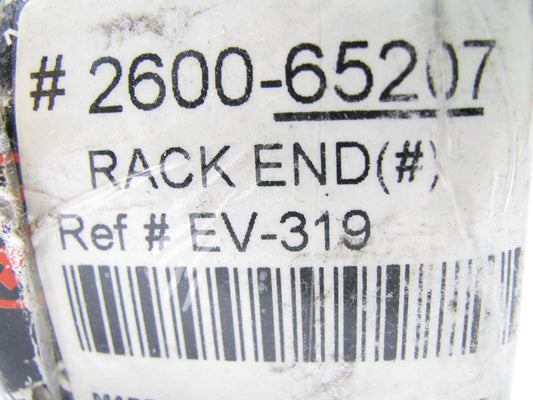 # 2600-65207
RACK END(#)
Ref # EV-319